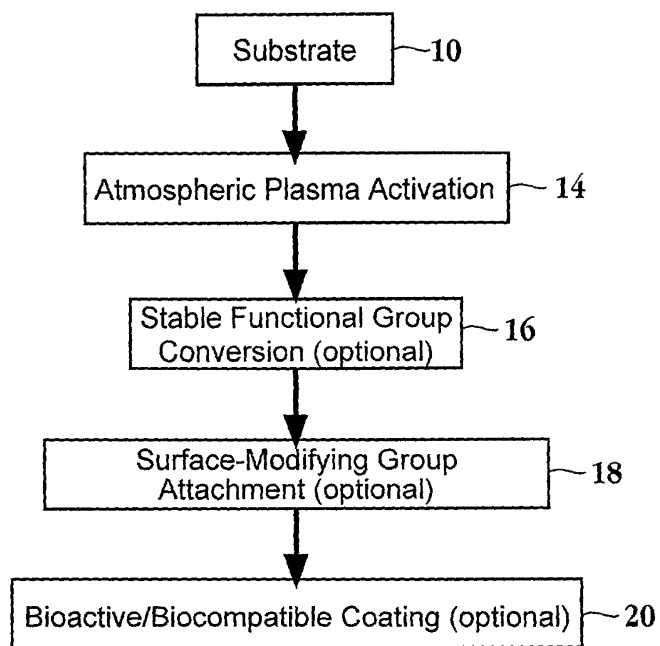 Substrate 10
Atmospheric Plasma Activation 14
Stable Functional Group
Conversion (optional) 16
Surface-Modifying Group
Attachment (optional) 18
Bioactive/Biocompatible Coating (optional) 20